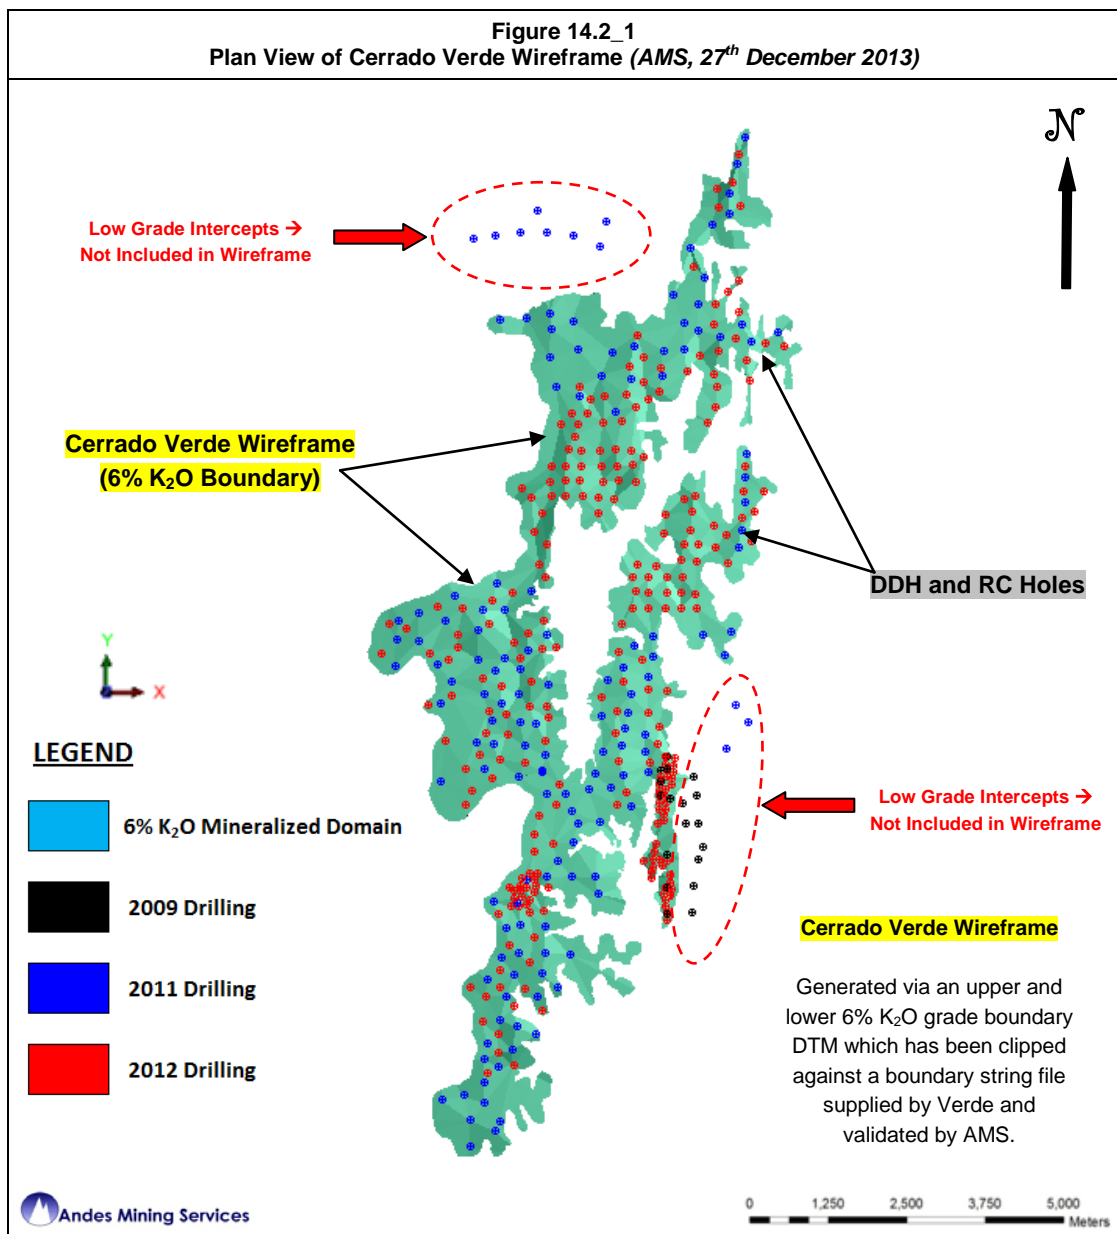 Figure 14.2_1
Plan View of Cerrado Verde Wireframe (AMS, 27th December 2013)
N
Low Grade Intercepts →
Not Included in Wireframe
Cerrado Verde Wireframe
(6% K₂O Boundary)
DDH and RC Holes
Y
X
LEGEND
6% K₂O Mineralized Domain
2009 Drilling
2011 Drilling
2012 Drilling
Low Grade Intercepts →
Not Included in Wireframe
Cerrado Verde Wireframe
Generated via an upper and
lower 6% K₂O grade boundary
DTM which has been clipped
against a boundary string file
supplied by Verde and
validated by AMS.
Andes Mining Services
0 1,250 2,500 3,750 5,000
Meters